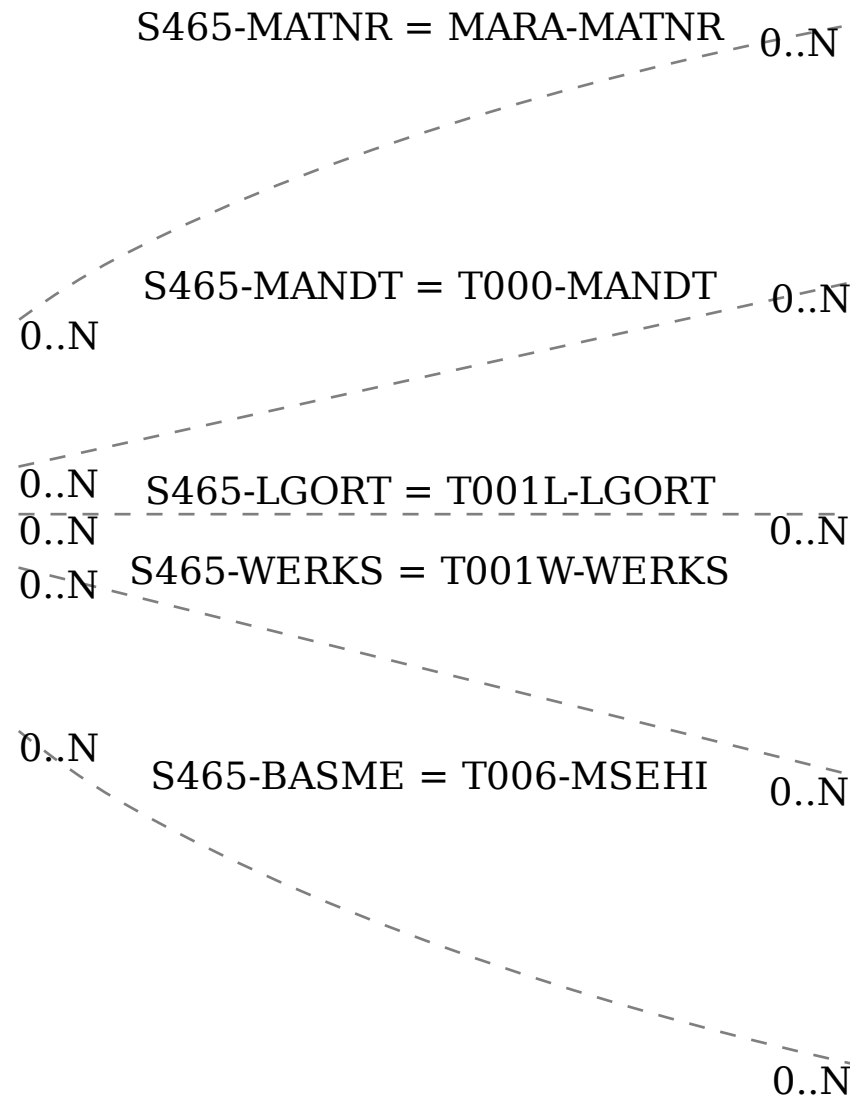 S465-MATNR = MARA-MATNR
0..N
S465-MANDT = T000-MANDT
0..N
0..N
S465-LGORT = T001L-LGORT
0..N
0..N
0..N
S465-WERKS = T001W-WERKS
0..N
0..N
S465-BASME = T006-MSEHI
0..N
0..N